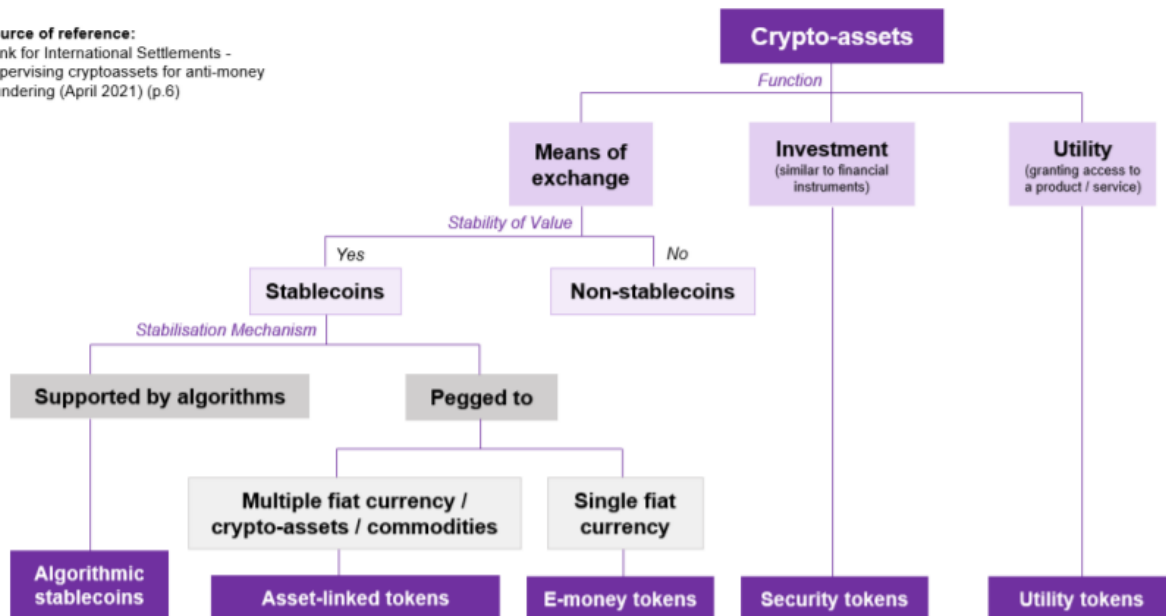 ource of reference:
nk for International Settlements -
pervising cryptoassets for anti-money
ndering (April 2021) (p.6)
Crypto-assets
Function
Means of
exchange
Investment
(similar to financial
instruments)
Utility
(granting access to
a product / service)
Stability of Value
Yes
No
Stablecoins
Non-stablecoins
Stabilisation Mechanism
Supported by algorithms
Pegged to
Multiple fiat currency /
crypto-assets / commodities
Single fiat
currency
Algorithmic
stablecoins
Asset-linked tokens
E-money tokens
Security tokens
Utility tokens